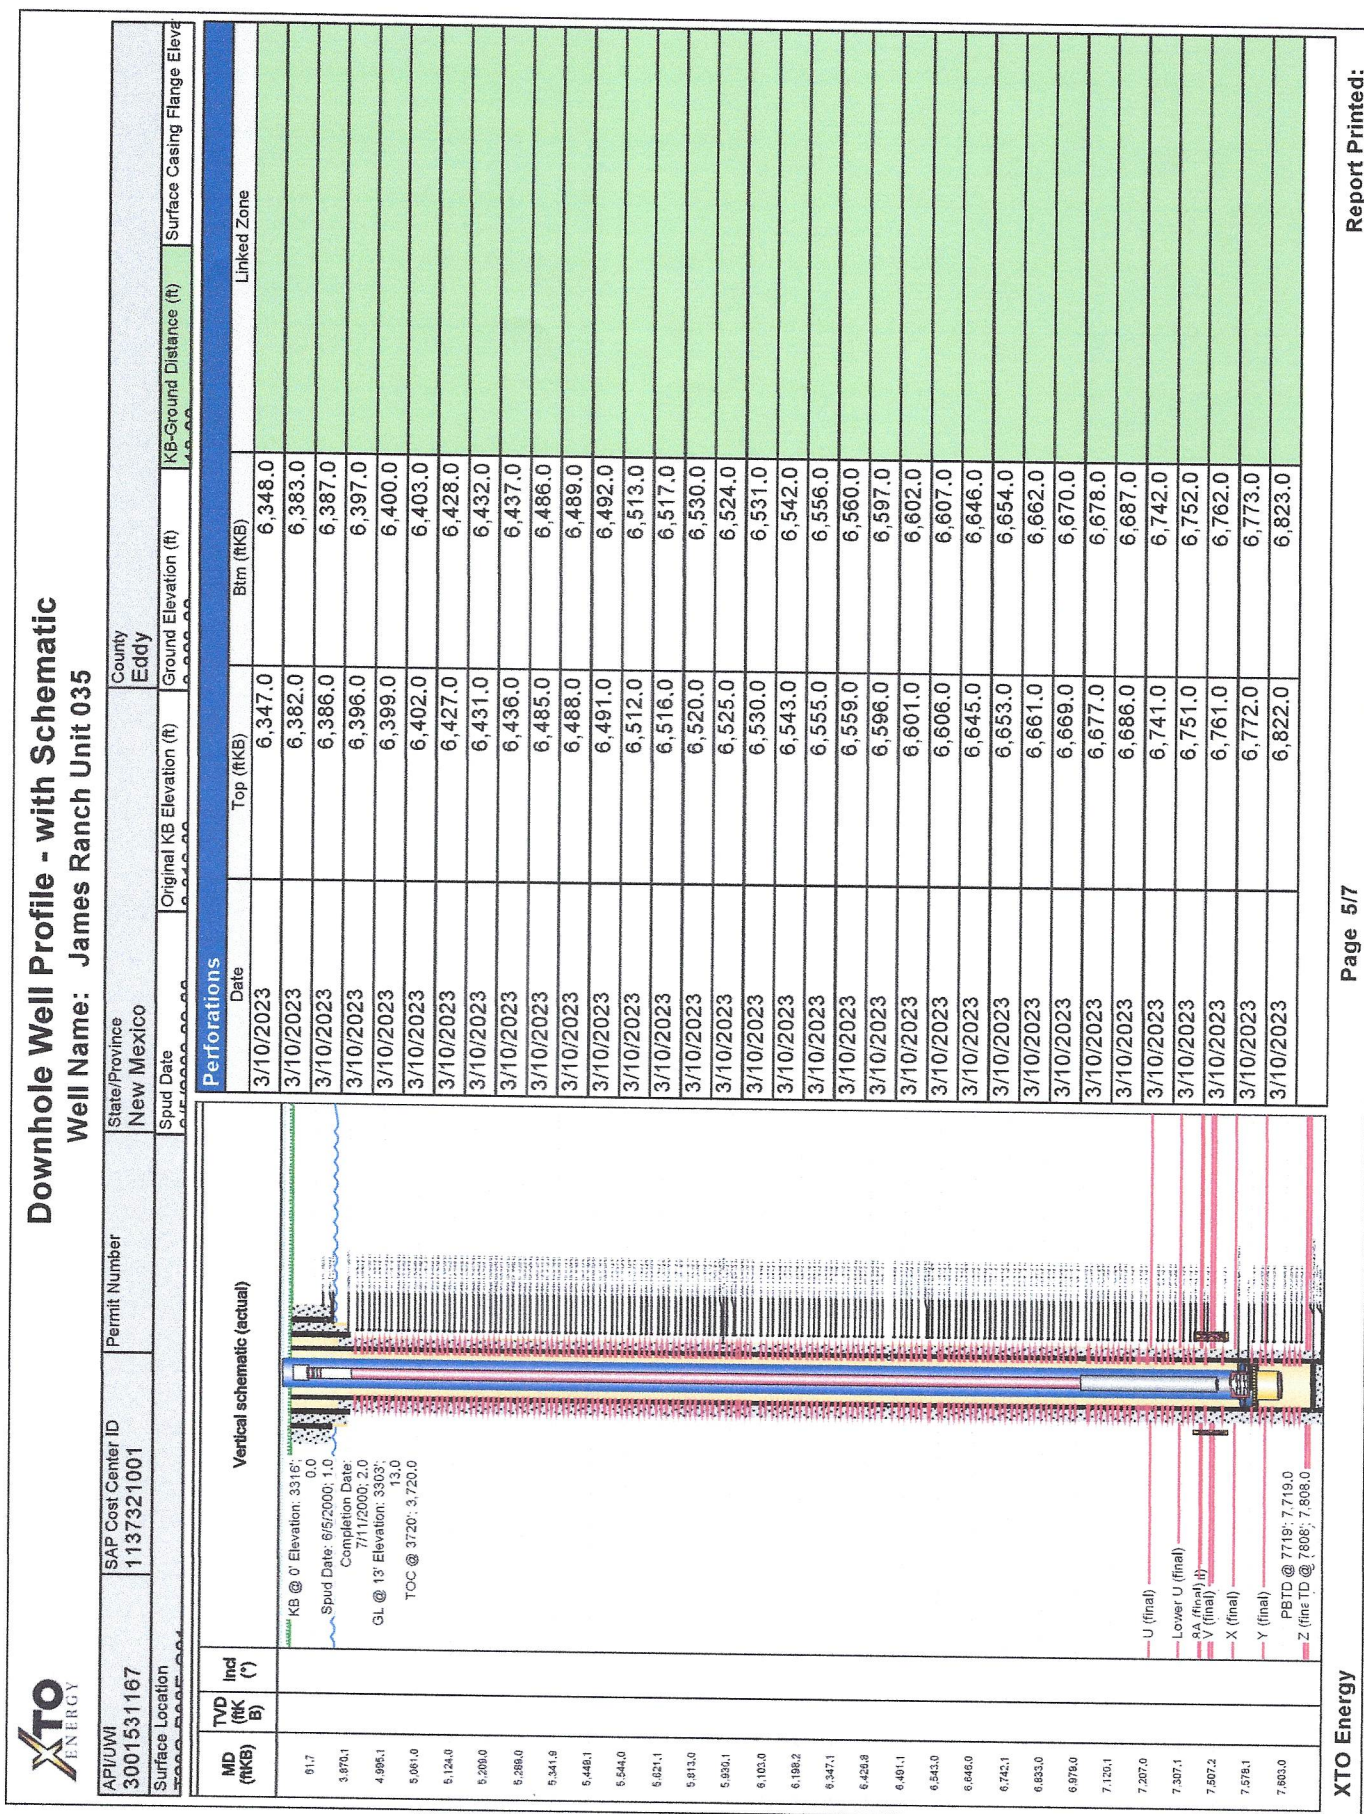 XTO
ENERGY
Downhole Well Profile - with Schematic
Well Name: James Ranch Unit 035
API/UWI SAP Cost Center ID Permit Number State/Province County
3001531167 1137321001 New Mexico Eddy
Surface Location Spud Date Original KB Elevation (ft) Ground Elevation (ft) KB-Ground Distance (ft) Surface Casing Flange Eleva
MD (ftKB) TVD (ftK B) Incl (°) Vertical schematic (actual)
61.7
3,870.1
4,995.1
5,061.0
5,124.0
5,209.0
5,289.0
5,341.9
5,448.1
5,544.0
5,621.1
5,813.0
5,939.1
6,103.0
6,198.2
6,347.1
6,426.8
6,491.1
6,543.0
6,646.0
6,742.1
6,833.0
6,979.0
7,120.1
7,207.0
7,307.1
7,507.2
7,578.1
7,603.0
KB @ 0' Elevation: 3316';
0.0
Spud Date: 6/5/2000; 1.0
Completion Date:
7/11/2000; 2.0
GL @ 13' Elevation: 3303';
13.0
TOC @ 3720'; 3,720.0
U (final)
Lower U (final)
V (final)
X (final)
Y (final)
PBTD @ 7719'; 7,719.0
Z (fina TD @ 7808'; 7,808.0
Perforations
Date Top (ftKB) Btm (ftKB) Linked Zone
3/10/2023 6,347.0 6,348.0
3/10/2023 6,382.0 6,383.0
3/10/2023 6,386.0 6,387.0
3/10/2023 6,396.0 6,397.0
3/10/2023 6,399.0 6,400.0
3/10/2023 6,402.0 6,403.0
3/10/2023 6,427.0 6,428.0
3/10/2023 6,431.0 6,432.0
3/10/2023 6,436.0 6,437.0
3/10/2023 6,485.0 6,486.0
3/10/2023 6,488.0 6,489.0
3/10/2023 6,491.0 6,492.0
3/10/2023 6,512.0 6,513.0
3/10/2023 6,516.0 6,517.0
3/10/2023 6,520.0 6,530.0
3/10/2023 6,525.0 6,524.0
3/10/2023 6,530.0 6,531.0
3/10/2023 6,543.0 6,542.0
3/10/2023 6,555.0 6,556.0
3/10/2023 6,559.0 6,560.0
3/10/2023 6,596.0 6,597.0
3/10/2023 6,601.0 6,602.0
3/10/2023 6,606.0 6,607.0
3/10/2023 6,645.0 6,646.0
3/10/2023 6,653.0 6,654.0
3/10/2023 6,661.0 6,662.0
3/10/2023 6,669.0 6,670.0
3/10/2023 6,677.0 6,678.0
3/10/2023 6,686.0 6,687.0
3/10/2023 6,741.0 6,742.0
3/10/2023 6,751.0 6,752.0
3/10/2023 6,761.0 6,762.0
3/10/2023 6,772.0 6,773.0
3/10/2023 6,822.0 6,823.0
XTO Energy Page 5/7 Report Printed: